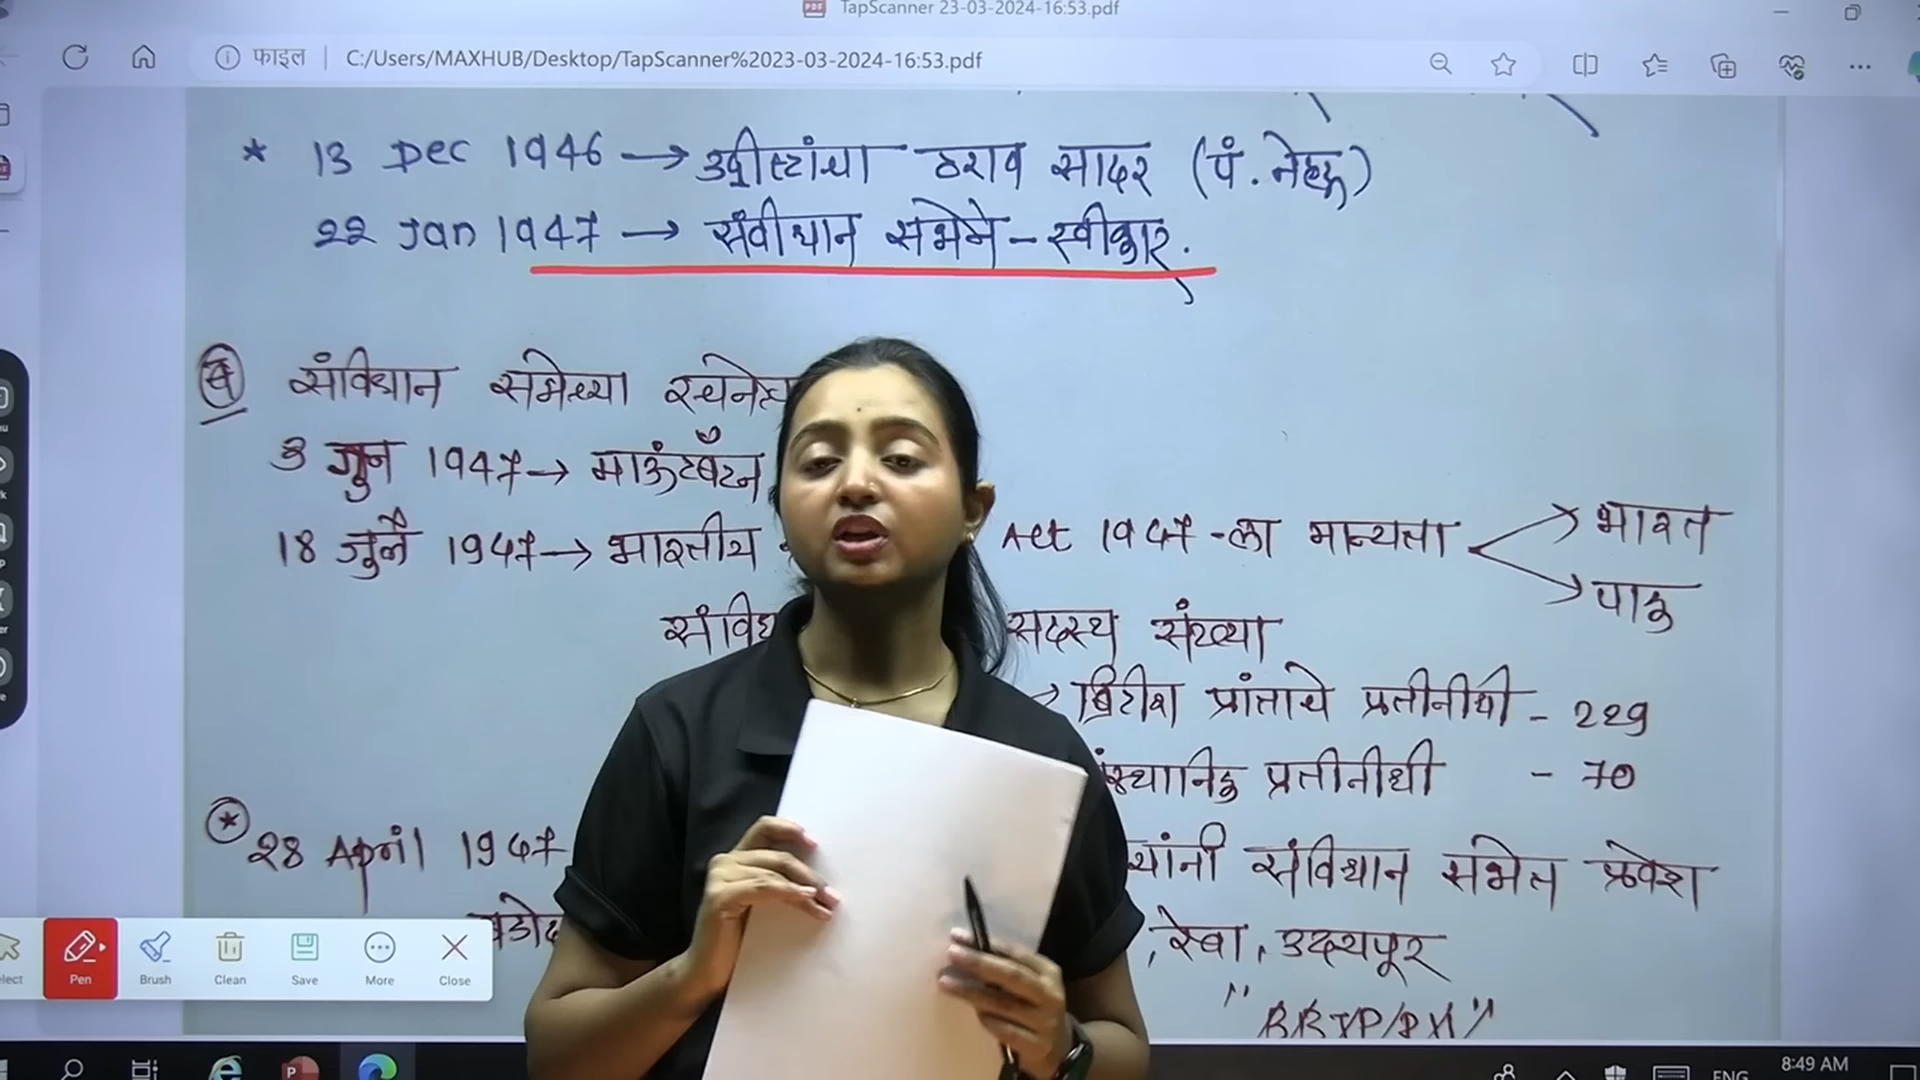 TapScanner 23-03-2024-16:53.pdf
फाइल | C:/Users/MAXHUB/Desktop/TapScanner%2023-03-2024-16:53.pdf
* 13 Dec 1946 → उद्दीष्टांचा ठराव सादर (पं. नेहरू)
22 Jan 1947 → संवीधान सभेने - स्वीकार.
संविधान सभेच्या
3 जुन 1947 → माऊंटबॅटन
18 जुलै 1947 → भारतीय Act 1947 -ला मान्यता → भारत
→ पाक
सदस्य संख्या
→ ब्रिटीश प्रांताचे प्रतीनीधी - 229
प्रतीनीधी - 70
* 28 April 1947 संविधान सभेत प्रवेश
, रेवा, उदयपूर
Pen Brush Clean Save More Close
ENG 8:49 AM